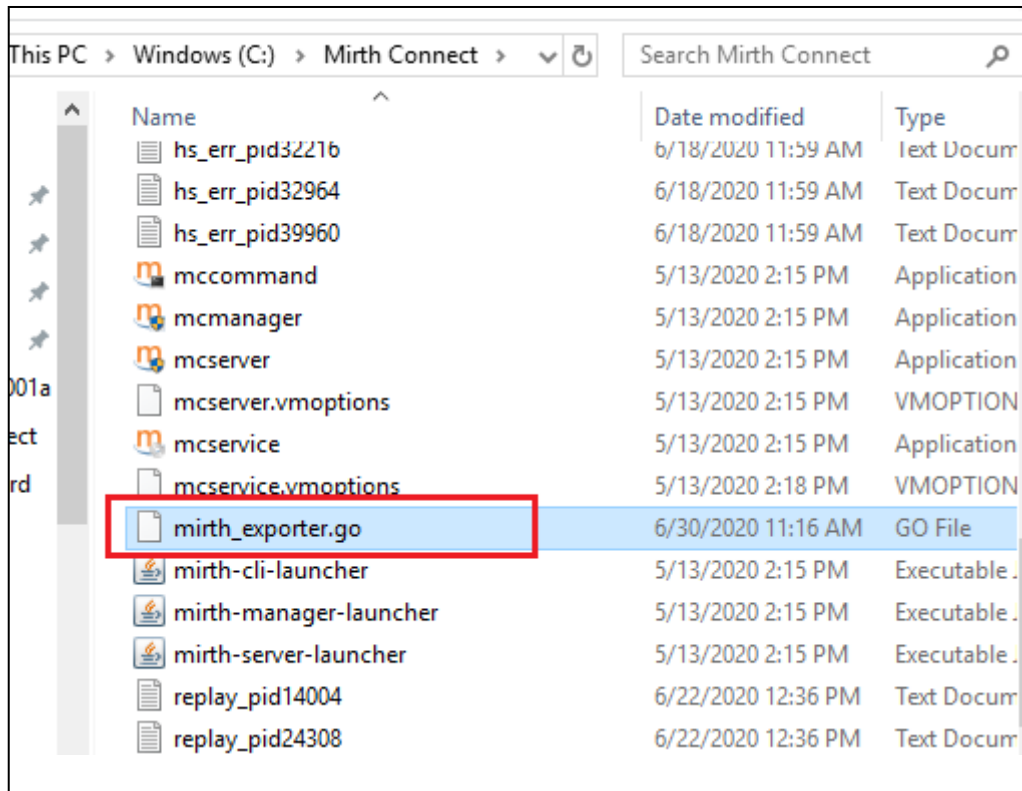 This PC > Windows (C:) > Mirth Connect > Search Mirth Connect
Name Date modified Type
hs_err_pid32216 6/18/2020 11:59 AM Text Docum
hs_err_pid32964 6/18/2020 11:59 AM Text Docum
hs_err_pid39960 6/18/2020 11:59 AM Text Docum
mccommand 5/13/2020 2:15 PM Application
mcmanager 5/13/2020 2:15 PM Application
mcserver 5/13/2020 2:15 PM Application
001a
mcserver.vmoptions 5/13/2020 2:15 PM VMOPTION
ect
mcservice 5/13/2020 2:15 PM Application
rd
mcservice.vmoptions 5/13/2020 2:18 PM VMOPTION
mirth_exporter.go 6/30/2020 11:16 AM GO File
mirth-cli-launcher 5/13/2020 2:15 PM Executable
mirth-manager-launcher 5/13/2020 2:15 PM Executable
mirth-server-launcher 5/13/2020 2:15 PM Executable
replay_pid14004 6/22/2020 12:36 PM Text Docum
replay_pid24308 6/22/2020 12:36 PM Text Docum